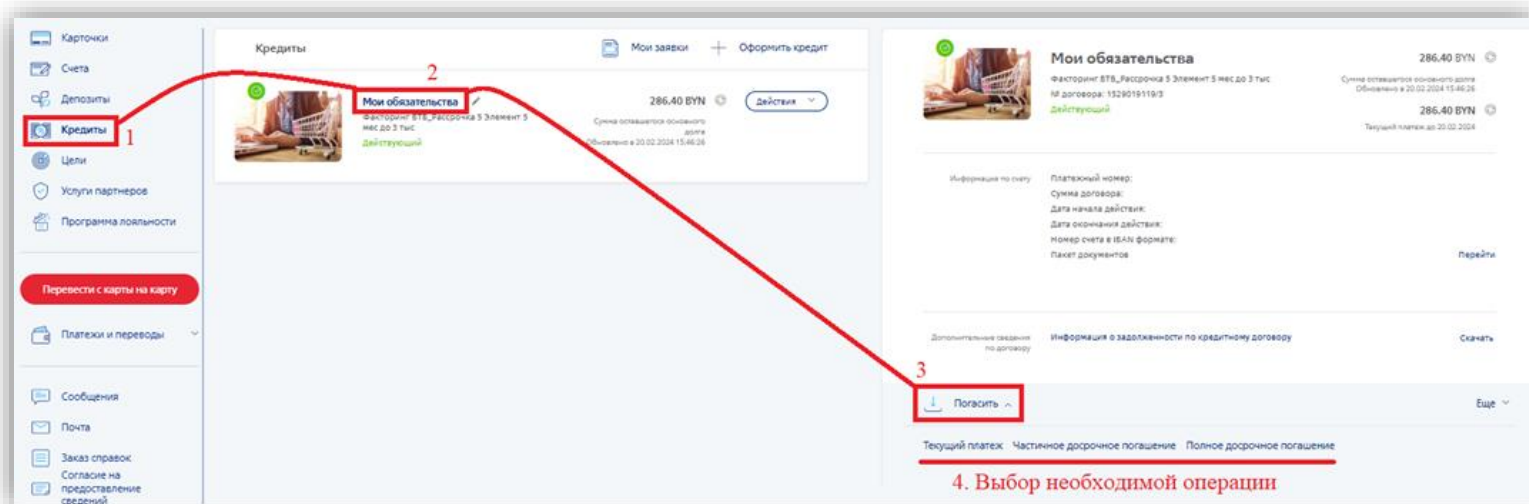 Карточки
Счета
Депозиты
Кредиты
1
Цели
Услуги партнеров
Программа лояльности
Перевести с карты на карту
Платежи и переводы
Сообщения
Почта
Заказ справок
Согласие на
предоставление
сведений
Кредиты
Мои заявки
Оформить кредит
2
Мои обязательства
286.40 BYN
Действия
Факторинг BTB_Рассрочка 5 Элемент 5
мес до 3 тыс
Действующий
Сумма оставшегося основного
долга
Обновлено в 20.02.2024 15:46:26
Мои обязательства
286.40 BYN
Факторинг BTB_Рассрочка 5 Элемент 5 мес до 3 тыс
Сумма оставшегося основного долга
Обновлено в 20.02.2024 15:46:26
№ договора: 1529019119/3
Действующий
286.40 BYN
Текущий платеж до 20.02.2024
Информация по счету
Платежный номер:
Сумма договора:
Дата начала действия:
Дата окончания действия:
Номер счета в IBAN формате:
Пакет документов
Перейти
Дополнительные сведения
по договору
Информация о задолженности по кредитному договору
Скачать
3
Погасить
Еще
Текущий платеж Частичное досрочное погашение Полное досрочное погашение
4. Выбор необходимой операции